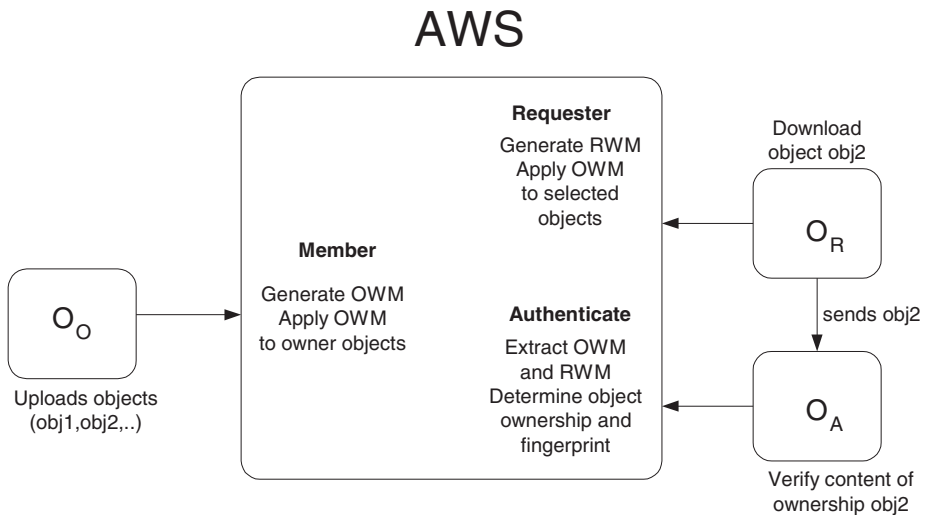 AWS
Requester
Generate RWM
Apply OWM
to selected
objects
Download
object obj2
O_R
Member
Generate OWM
Apply OWM
to owner objects
O_O
Uploads objects
(obj1,obj2,..)
Authenticate
Extract OWM
and RWM
Determine object
ownership and
fingerprint
sends obj2
O_A
Verify content of
ownership obj2